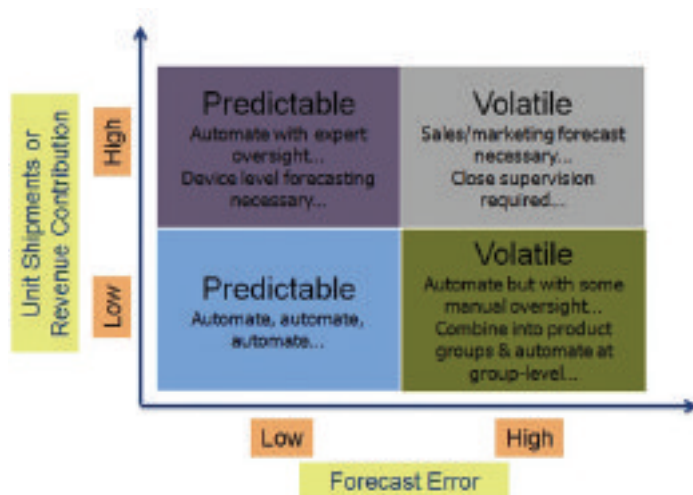 Unit Shipments or
Revenue Contribution
High
Low
Predictable
Automate with expert
oversight...
Device level forecasting
necessary...
Volatile
Sales/marketing forecast
necessary...
Close supervision
required...
Predictable
Automate, automate,
automate...
Volatile
Automate but with some
manual oversight...
Combine into product
groups & automate at
group-level...
Low
High
Forecast Error